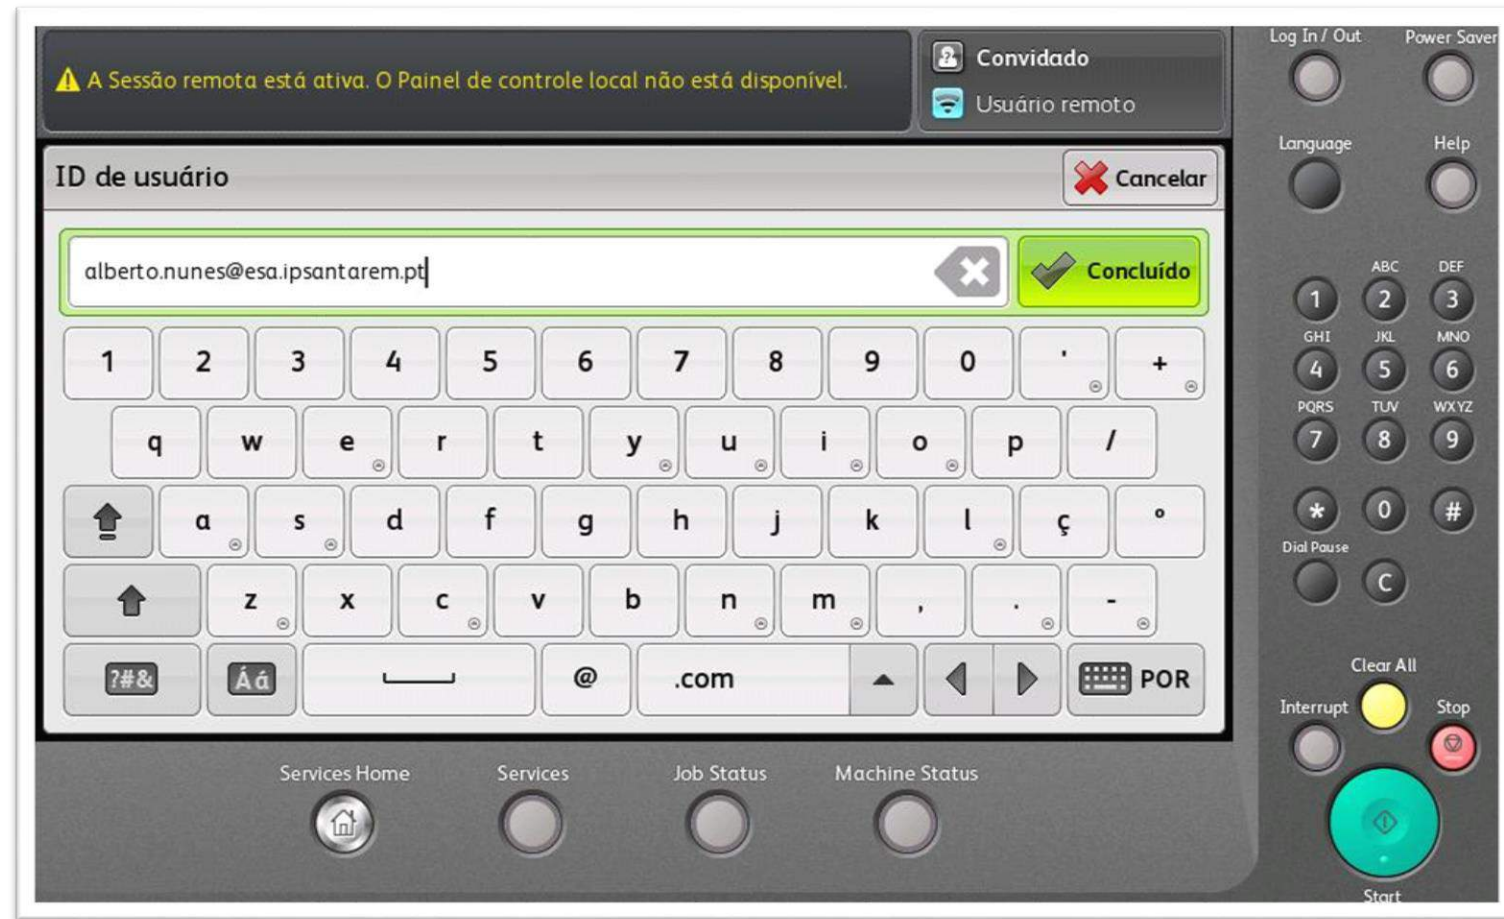 A Sessão remota está ativa. O Painel de controle local não está disponível.
Convidado
Usuário remoto
Log In / Out
Power Saver
Language
Help
ID de usuário
Cancelar
alberto.nunes@esa.ipsantarem.pt
Concluído
1 2 3 4 5 6 7 8 9 0 ' +
q w e r t y u i o p /
a s d f g h j k l ç º
z x c v b n m , . -
?#& Áá @ .com POR
ABC DEF
1 2 3
GHI JKL MNO
4 5 6
PQRS TUV WXYZ
7 8 9
* 0 #
Dial Pause
C
Clear All
Interrupt
Stop
Start
Services Home
Services
Job Status
Machine Status